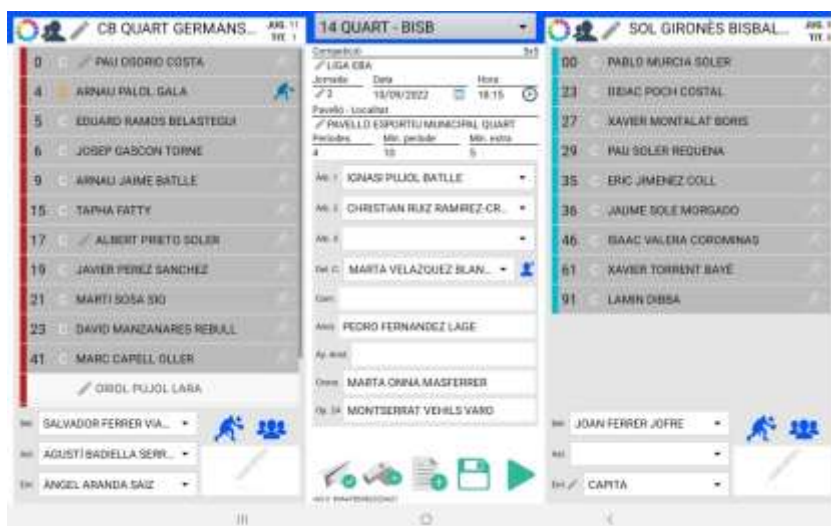 CB QUART GERMANS...
0 PAU OSORIO COSTA
4 ARNAU PALOL GALA
5 EDUARD RAMOS BELASTEGUI
6 JOSEP GASCON TORNE
9 ARNAU JAIME BATLLE
15 TAPHA FATTY
17 ALBERT PRIETO SOLER
19 JAVIER PEREZ SANCHEZ
21 MARTI SOSA SIO
23 DAVID MANZANARES REBULL
41 MARC CAPELL OLLER
ORIOL PUJOL LARA
SALVADOR FERRER VIA...
AGUSTÍ BADIELLA SERR...
ÀNGEL ARANDA SAIZ
14 QUART - BISB
Competició 5x5
LIGA EBA
Jornada Data Hora
2 18:15
Pavelló - Localitat
PAVELLÓ ESPORTIU MUNICIPAL QUART
Períodes Min. període Min. extra
4 10 5
Arb. 1 IGNASI PUJOL BATLLE
Arb. 2 CHRISTIAN RUIZ RAMIREZ-CR...
MARTA VELAZQUEZ BLAN...
PEDRO FERNANDEZ LAGE
MARTA ONNA MASFERRER
MONTSERRAT VEHILS VARO
SOL GIRONÈS BISBAL...
00 PABLO MURCIA SOLER
23 BIDAC POCH COSTAL
27 XAVIER MONTALAT BORIS
29 PAU SOLER REQUENA
35 ERIC JIMENEZ COLL
36 JAUME SOLE MORGADO
46 ISAAC VALERA COROMINAS
61 XAVIER TORRENT BAYÉ
91 LAMIN DIBBA
JOAN FERRER JOFRE
CAPITA